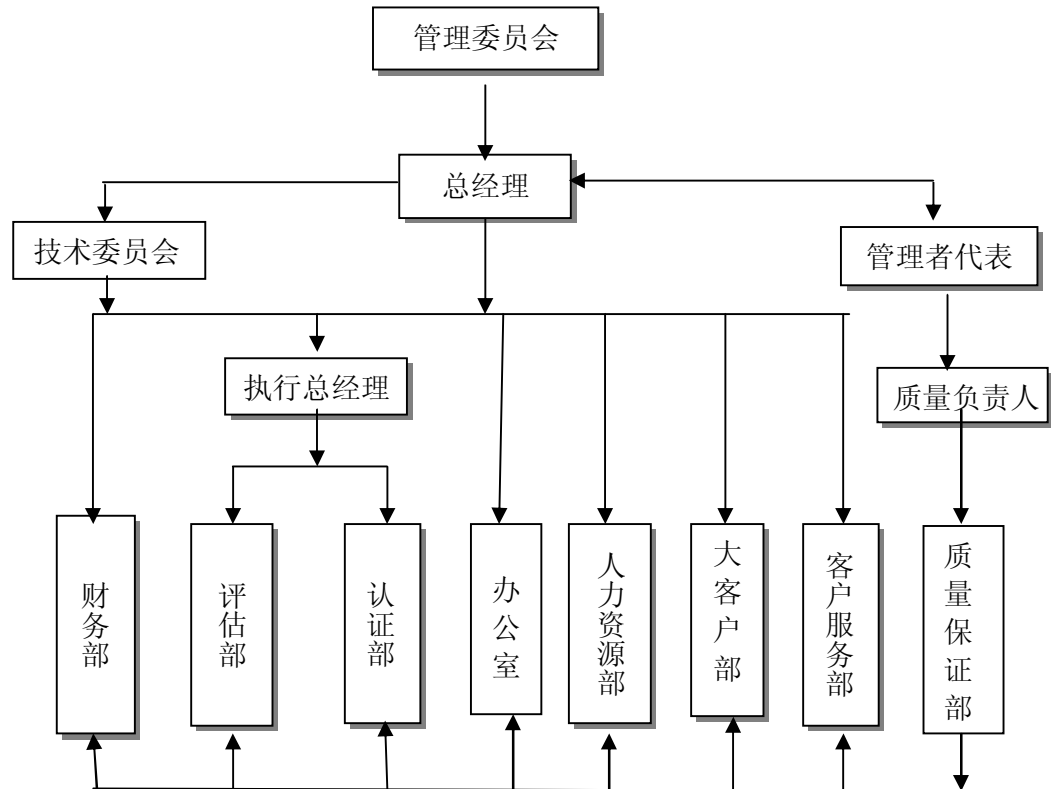 管理委员会
总经理
技术委员会
管理者代表
执行总经理
质量负责人
财务部
评估部
认证部
办公室
人力资源部
大客户部
客户服务部
质量保证部